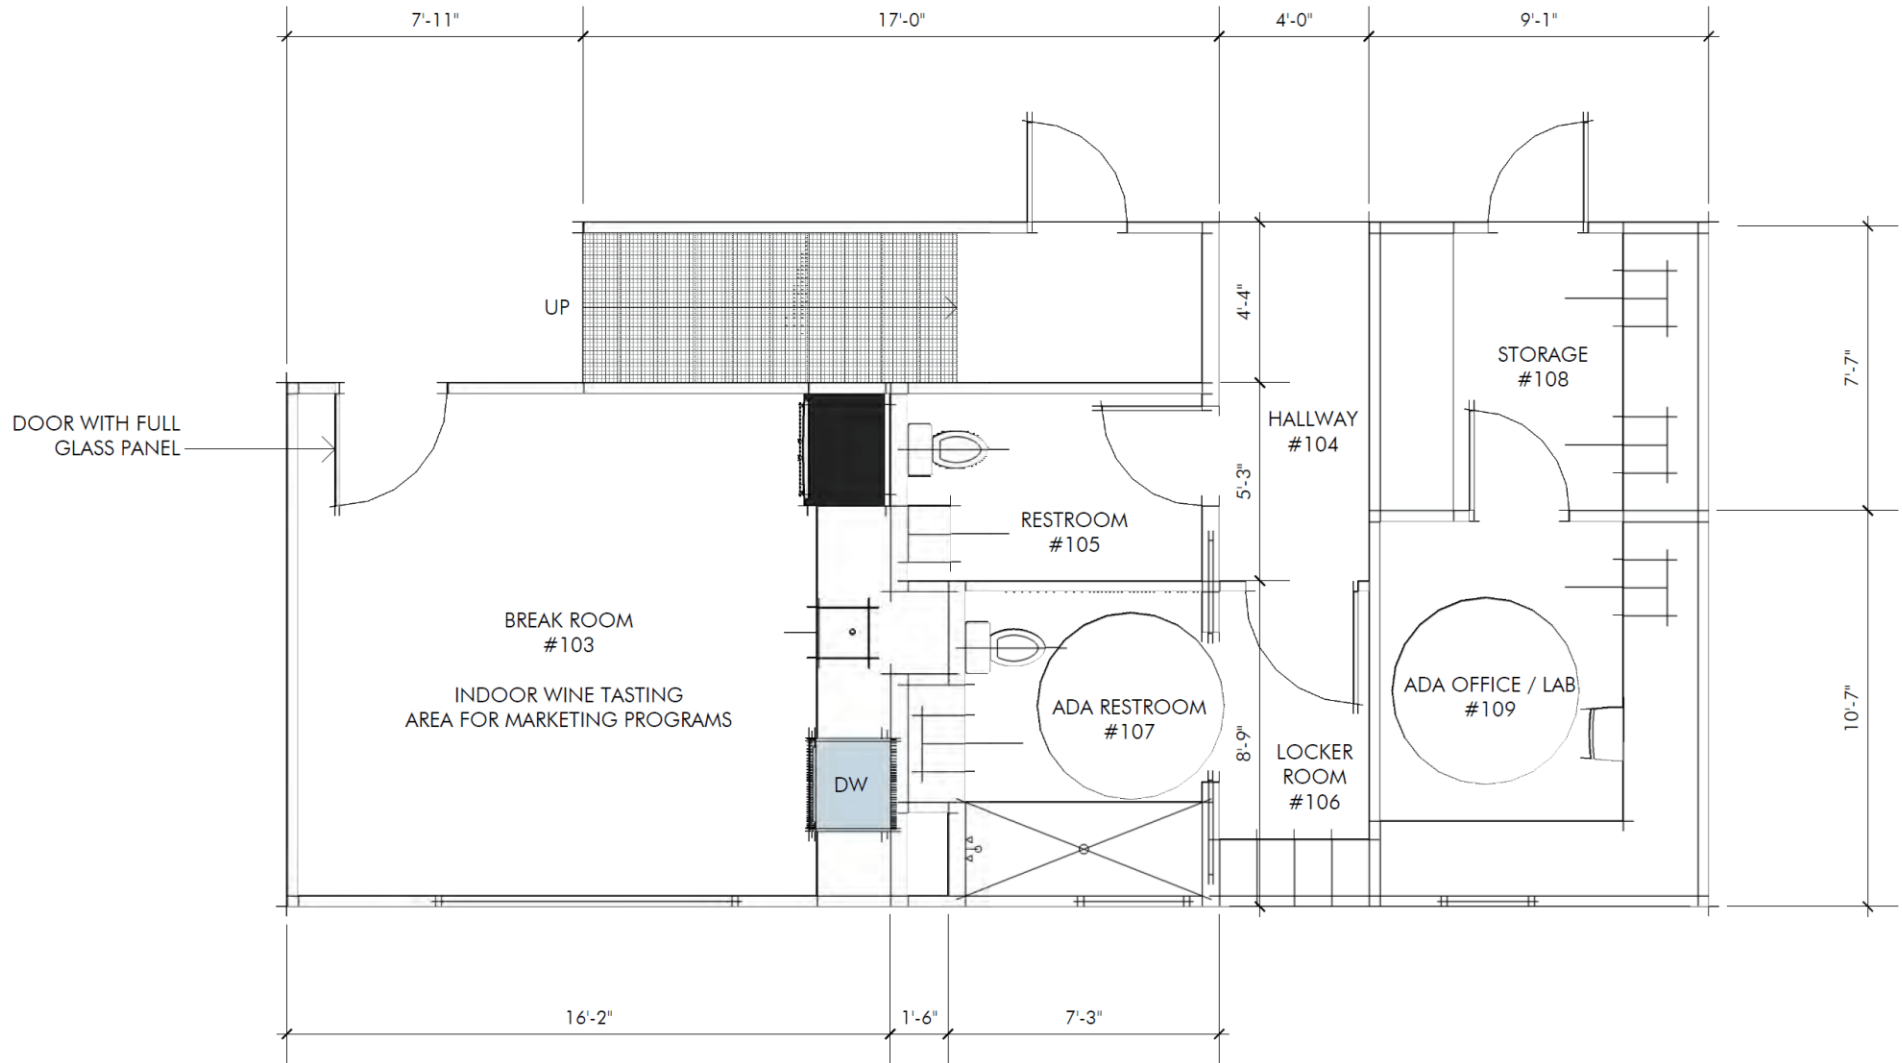 7'-11"
17'-0"
4'-0"
9'-1"
UP
4'-4"
7'-7"
STORAGE
#108
DOOR WITH FULL
GLASS PANEL
HALLWAY
#104
5'-3"
RESTROOM
#105
BREAK ROOM
#103
INDOOR WINE TASTING
AREA FOR MARKETING PROGRAMS
ADA RESTROOM
#107
ADA OFFICE / LAB
#109
10'-7"
8'-9"
LOCKER
ROOM
#106
DW
16'-2"
1'-6"
7'-3"